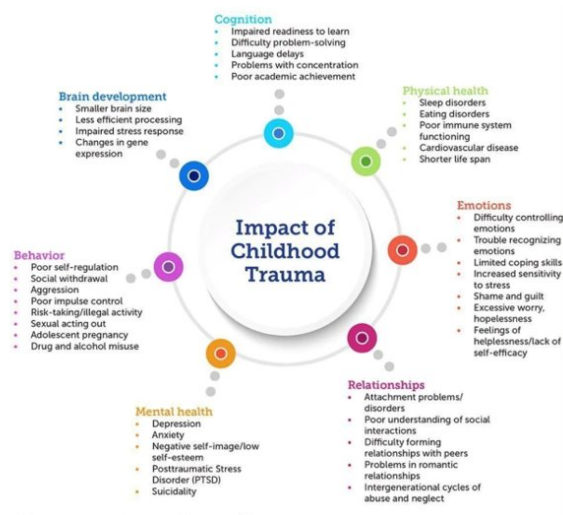 Cognition
Impaired readiness to learn
Difficulty problem-solving
Language delays
Problems with concentration
Poor academic achievement
Physical health
Sleep disorders
Eating disorders
Poor immune system
functioning
Cardiovascular disease
Shorter life span
Emotions
Difficulty controlling
emotions
Trouble recognizing
emotions
Limited coping skills
Increased sensitivity
to stress
Shame and guilt
Excessive worry,
hopelessness
Feelings of
helplessness/lack of
self-efficacy
Relationships
Attachment problems/
disorders
Poor understanding of social
interactions
Difficulty forming
relationships with peers
Problems in romantic
relationships
Intergenerational cycles of
abuse and neglect
Mental health
Depression
Anxiety
Negative self-image/low
self-esteem
Posttraumatic Stress
Disorder (PTSD)
Suicidality
Behavior
Poor self-regulation
Social withdrawal
Aggression
Poor impulse control
Risk-taking/illegal activity
Sexual acting out
Adolescent pregnancy
Drug and alcohol misuse
Brain development
Smaller brain size
Less efficient processing
Impaired stress response
Changes in gene
expression
Impact of
Childhood
Trauma